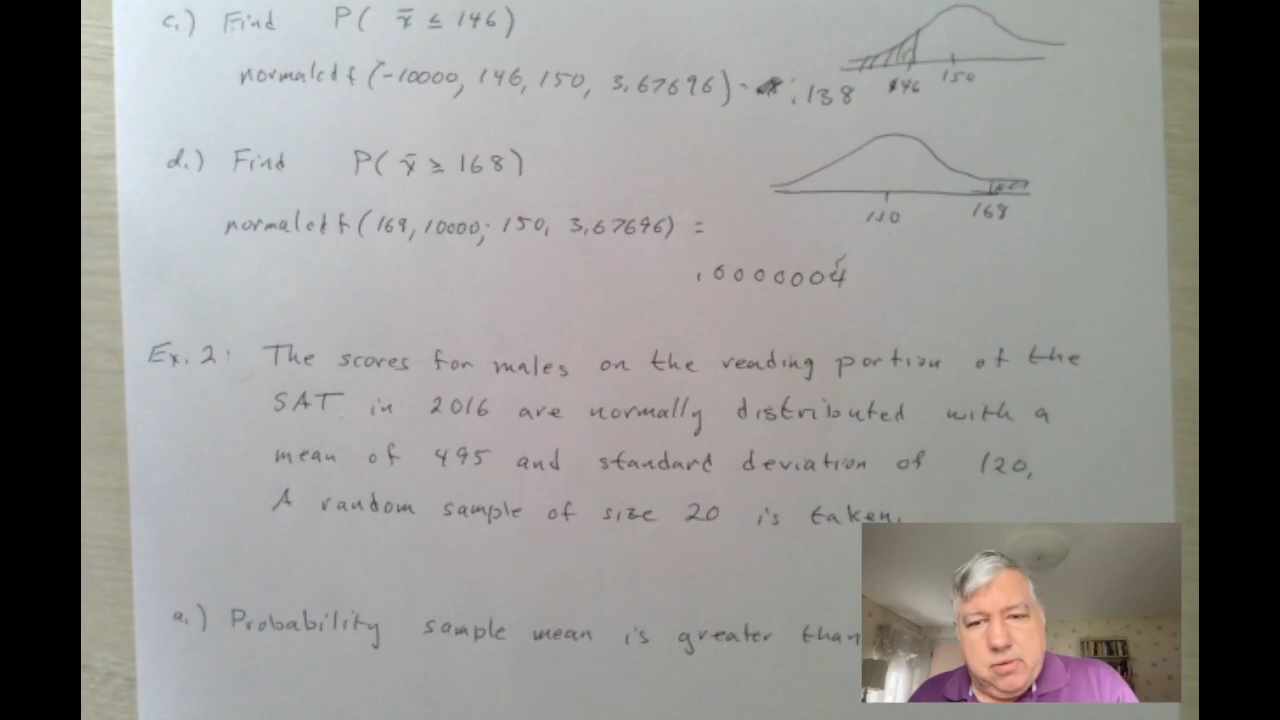 c.) Find P( x̄ ≤ 146)
normalcdf (-10000, 146, 150, 3.67696) = .138
146 150
d.) Find P( x̄ ≥ 168)
150 168
normalcdf (168, 10000, 150, 3.67696) =
.0000004
Ex. 2: The scores for males on the reading portion of the
SAT in 2016 are normally distributed with a
mean of 495 and standard deviation of 120.
A random sample of size 20 is taken.
a.) Probability sample mean is greater than